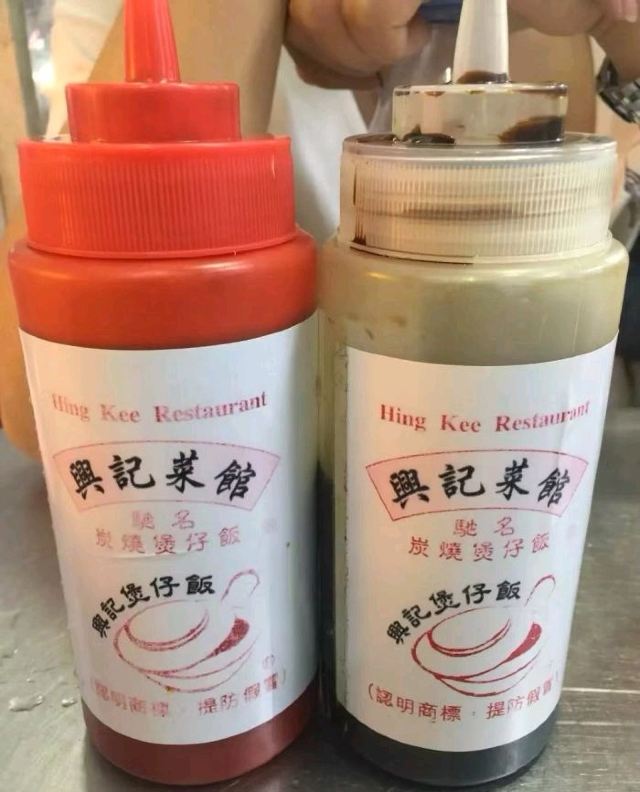 Hing Kee Restaurant
興記菜館
馳名
炭燒煲仔飯
興記煲仔飯
(認明商標．提防假冒)
Hing Kee Restaurant
興記菜館
馳名
炭燒煲仔飯
興記煲仔飯
(認明商標．提防假冒)